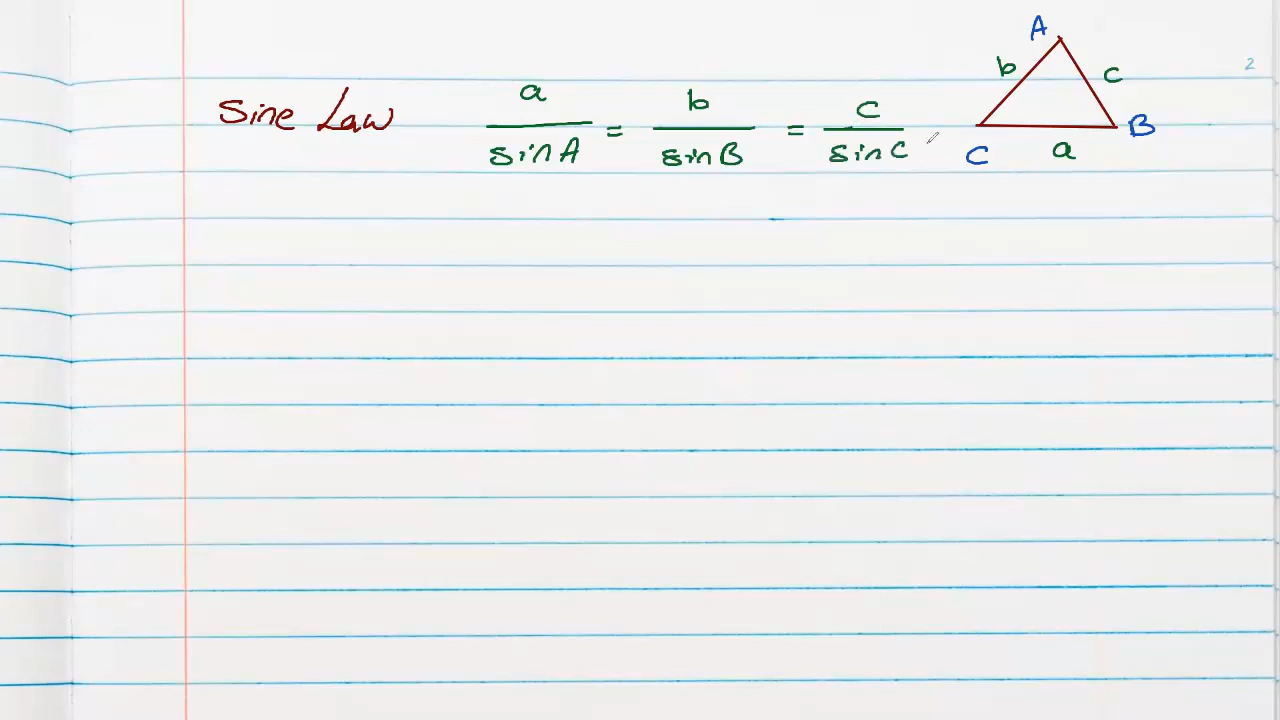 Sine Law a/sin A = b/sin B = c/sin C
A
b c
C a B
2